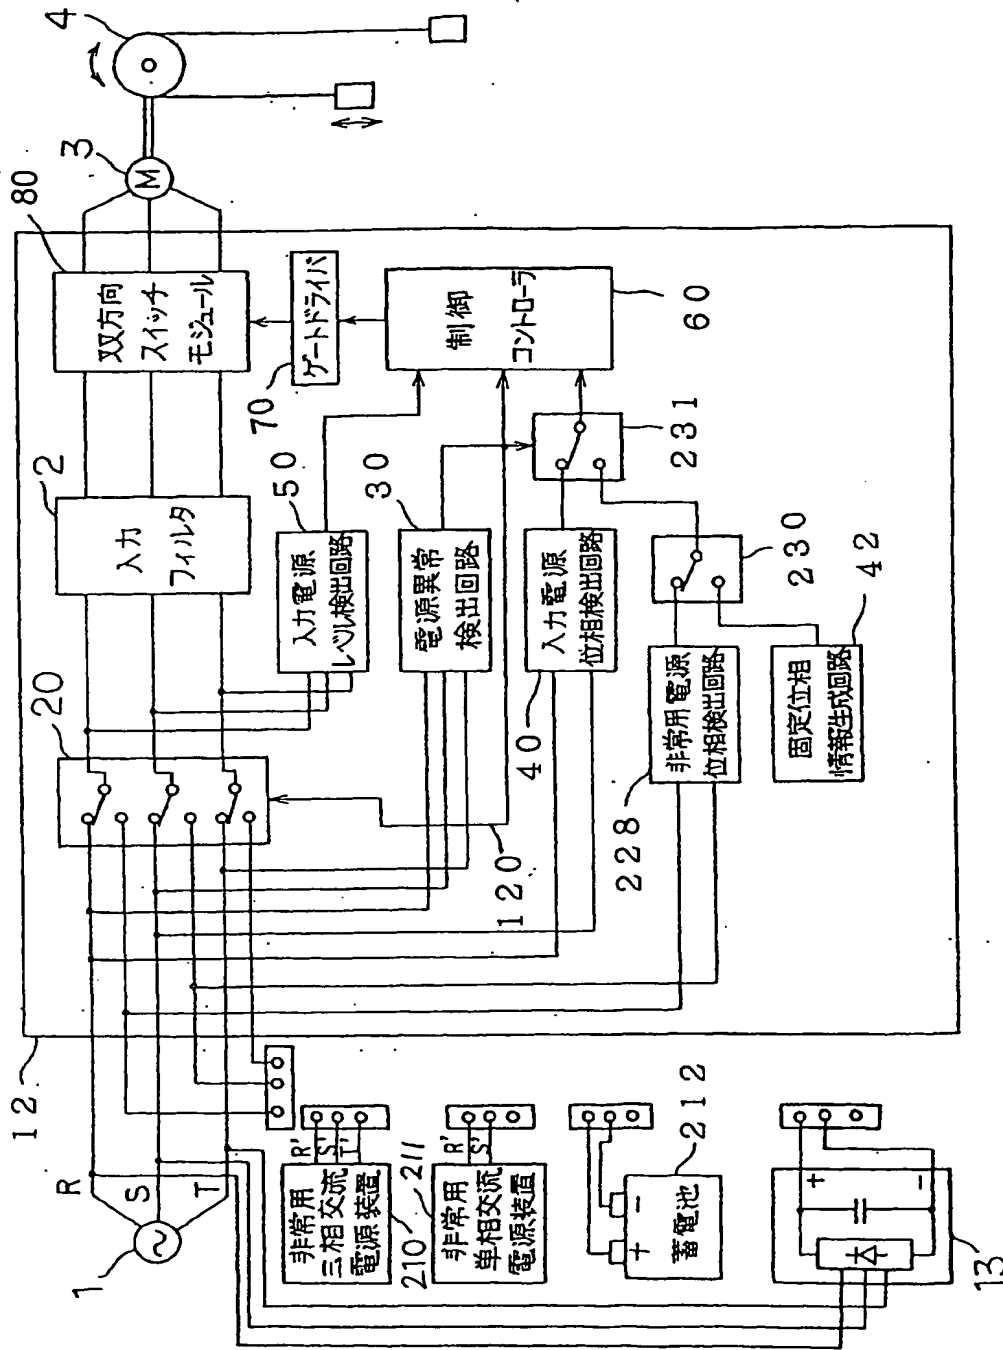 1
R
S
T
12
20
2
入力
フィルタ
80
双方向
スイッチ
モジュール
3
M
4
50
入力電源
レベル検出回路
70
ゲートドライバ
30
電源異常
検出回路
制御
コントローラ
60
40
入力電源
位相検出回路
231
120
228
非常用電源
位相検出回路
230
固定位相
情報生成回路
42
非常用
三相交流
電源装置
R'
S'
T'
210
211
非常用
単相交流
電源装置
R'
S'
+
-
蓄電池
212
+
-
13